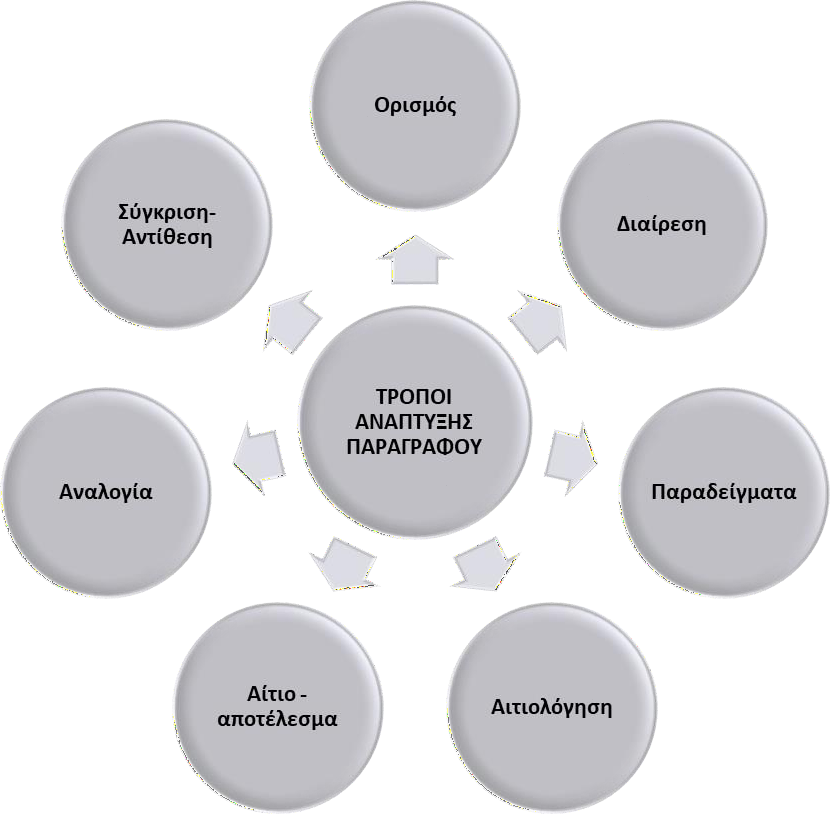 Ορισμός
Διαίρεση
Παραδείγματα
Αιτιολόγηση
Αίτιο -
αποτέλεσμα
Αναλογία
Σύγκριση-
Αντίθεση
ΤΡΟΠΟΙ
ΑΝΑΠΤΥΞΗΣ
ΠΑΡΑΓΡΑΦΟΥ